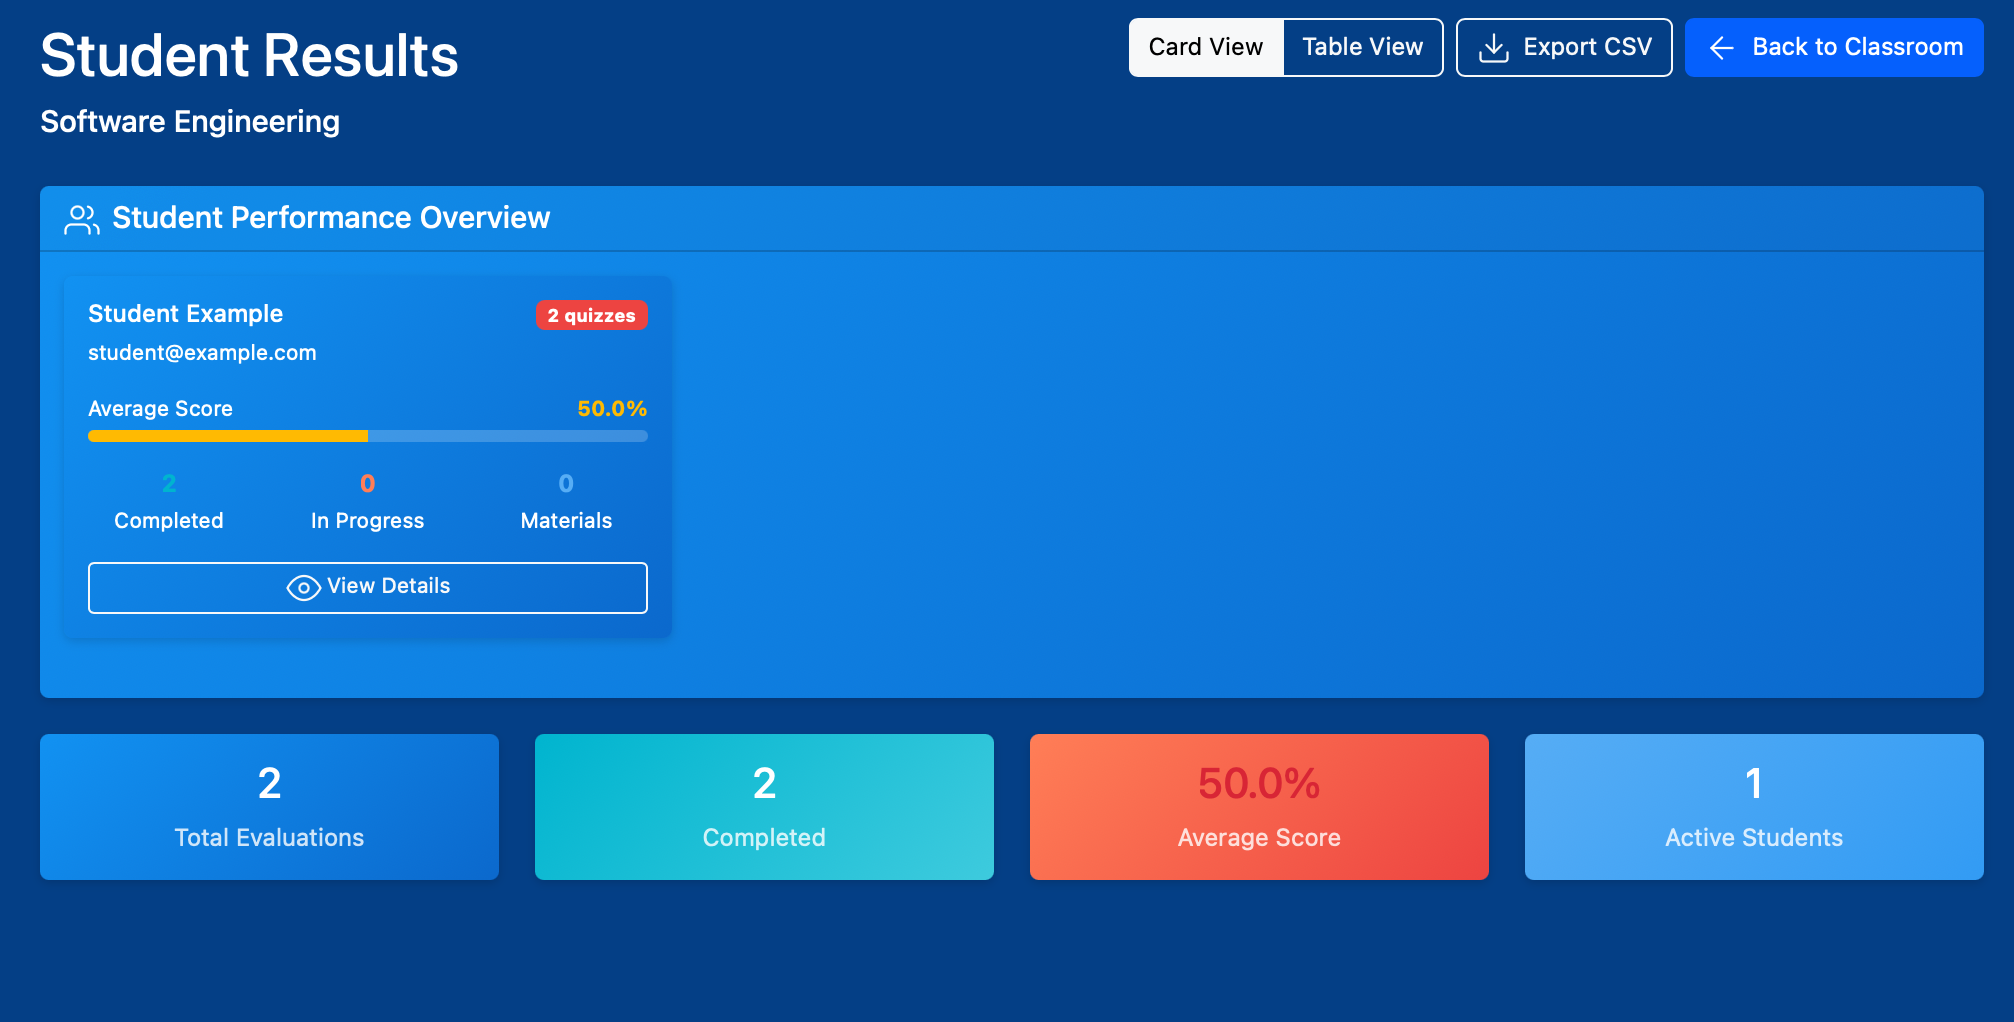 Student Results
Card View
Table View
Export CSV
Back to Classroom
Software Engineering
Student Performance Overview
Student Example
2 quizzes
student@example.com
Average Score
50.0%
2
0
0
Completed
In Progress
Materials
View Details
2
Total Evaluations
2
Completed
50.0%
Average Score
1
Active Students